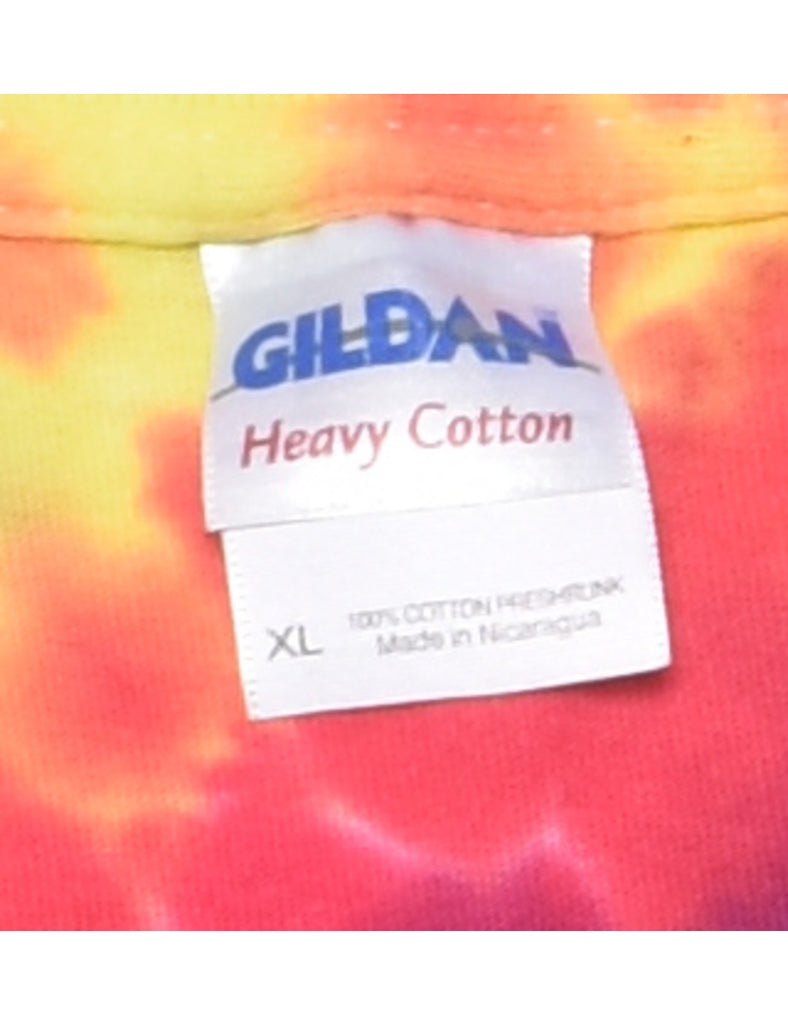 GILDAN
Heavy Cotton
XL
100% COTTON PRESHRUNK
Made in Nicaragua